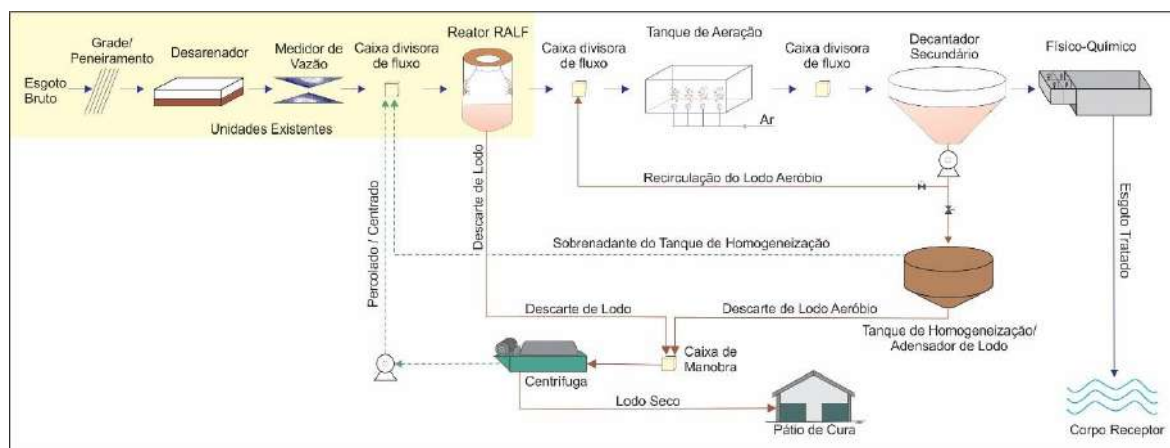 Esgoto
Bruto
Grade/
Peneiramento
Desarenador
Medidor de
Vazão
Caixa divisora
de fluxo
Reator RALF
Unidades Existentes
Caixa divisora
de fluxo
Tanque de Aeração
Ar
Caixa divisora
de fluxo
Decantador
Secundário
Físico-Químico
Recirculação do Lodo Aeróbio
Descarte de Lodo
Percolado / Centrado
Sobrenadante do Tanque de Homogeneização
Esgoto Tratado
Descarte de Lodo
Descarte de Lodo Aeróbio
Tanque de Homogeneização/
Adensador de Lodo
Caixa de
Manobra
Centrífuga
Lodo Seco
Pátio de Cura
Corpo Receptor